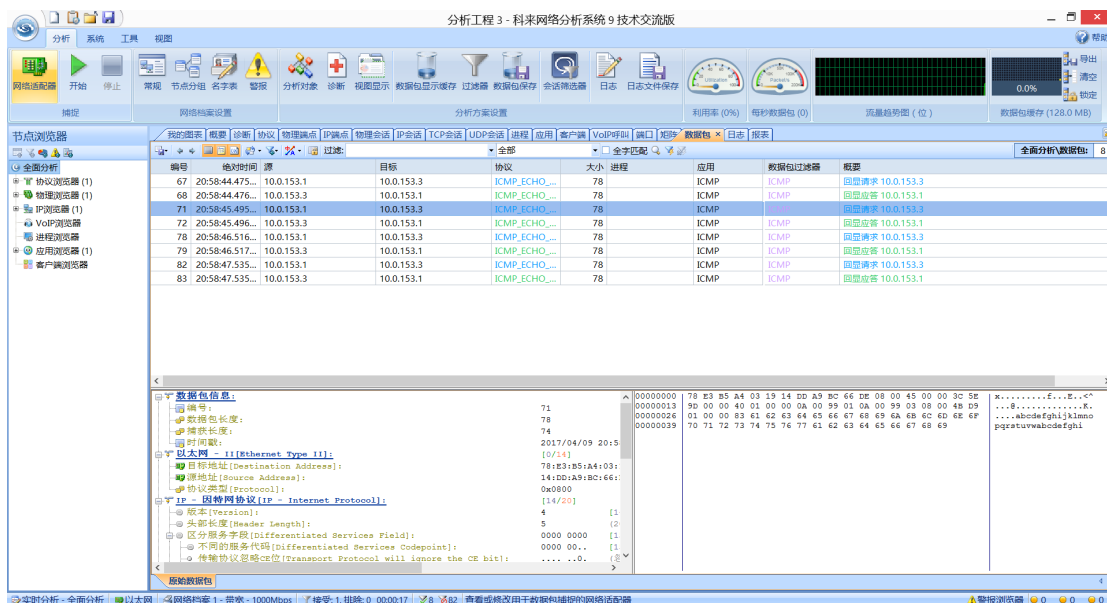 分析工程 3 - 科来网络分析系统 9 技术交流版
分析 系统 工具 视图 帮助
网络适配器 开始 停止 常规 节点分组 名字表 警报 分析对象 诊断 视图显示 数据包显示缓存 过滤器 数据包保存 会话筛选器 日志 日志文件保存 0.0% 导出 清空 锁定
捕捉 网络档案设置 分析方案设置 利用率 (0%) 每秒数据包 (0) 流量趋势图 ( 位 ) 数据包缓存 (128.0 MB)
节点浏览器 我的图表 概要 诊断 协议 物理端点 IP端点 物理会话 IP会话 TCP会话 UDP会话 进程 应用 客户端 VoIP呼叫 端口 矩阵 数据包 × 日志 报表
过滤: 全部 全字匹配 全面分析\数据包: 8
全面分析
协议浏览器 (1)
物理浏览器 (1)
IP浏览器 (1)
VoIP浏览器
进程浏览器
应用浏览器 (1)
客户端浏览器
编号 绝对时间 源 目标 协议 大小 进程 应用 数据包过滤器 概要
67 20:58:44.475... 10.0.153.1 10.0.153.3 ICMP_ECHO_... 78 ICMP ICMP 回显请求 10.0.153.3
68 20:58:44.476... 10.0.153.3 10.0.153.1 ICMP_ECHO_... 78 ICMP ICMP 回显应答 10.0.153.1
71 20:58:45.495... 10.0.153.1 10.0.153.3 ICMP_ECHO_... 78 ICMP ICMP 回显请求 10.0.153.3
72 20:58:45.496... 10.0.153.3 10.0.153.1 ICMP_ECHO_... 78 ICMP ICMP 回显应答 10.0.153.1
78 20:58:46.516... 10.0.153.1 10.0.153.3 ICMP_ECHO_... 78 ICMP ICMP 回显请求 10.0.153.3
79 20:58:46.517... 10.0.153.3 10.0.153.1 ICMP_ECHO_... 78 ICMP ICMP 回显应答 10.0.153.1
82 20:58:47.535... 10.0.153.1 10.0.153.3 ICMP_ECHO_... 78 ICMP ICMP 回显请求 10.0.153.3
83 20:58:47.535... 10.0.153.3 10.0.153.1 ICMP_ECHO_... 78 ICMP ICMP 回显应答 10.0.153.1
数据包信息:
编号: 71
数据包长度: 78
捕获长度: 74
时间戳: 2017/04/09 20:5
以太网 - II[Ethernet Type II]: [0/14]
目标地址[Destination Address]: 78:E3:B5:A4:03:
源地址[Source Address]: 14:DD:A9:BC:66:
协议类型[Protocol]: 0x0800
IP - 因特网协议[IP - Internet Protocol]: [14/20]
版本[Version]: 4 [1
头部长度[Header Length]: 5 (2
区分服务字段[Differentiated Services Field]: 0000 0000 [1
不同的服务代码[Differentiated Services Codepoint]: 0000 00.. [1
传输协议忽略CE位[Transport Protocol will ignore the CE bit]: .... ..0.
00000000 78 E3 B5 A4 03 19 14 DD A9 BC 66 DE 08 00 45 00 00 3C 5E x.........f...E..<^
00000013 9D 00 00 40 01 00 00 0A 00 99 01 0A 00 99 03 08 00 4B D9 ...@.............K.
00000026 01 00 00 83 61 62 63 64 65 66 67 68 69 6A 6B 6C 6D 6E 6F ....abcdefghijklmno
00000039 70 71 72 73 74 75 76 77 61 62 63 64 65 66 67 68 69 pqrstuvwabcdefghi
原始数据包
实时分析 - 全面分析 以太网 网络档案 1 - 带宽 - 1000Mbps 接受: 1, 排除: 0 00:00:17 8 82 查看或修改用于数据包捕捉的网络适配器 警报浏览器 0 0 0